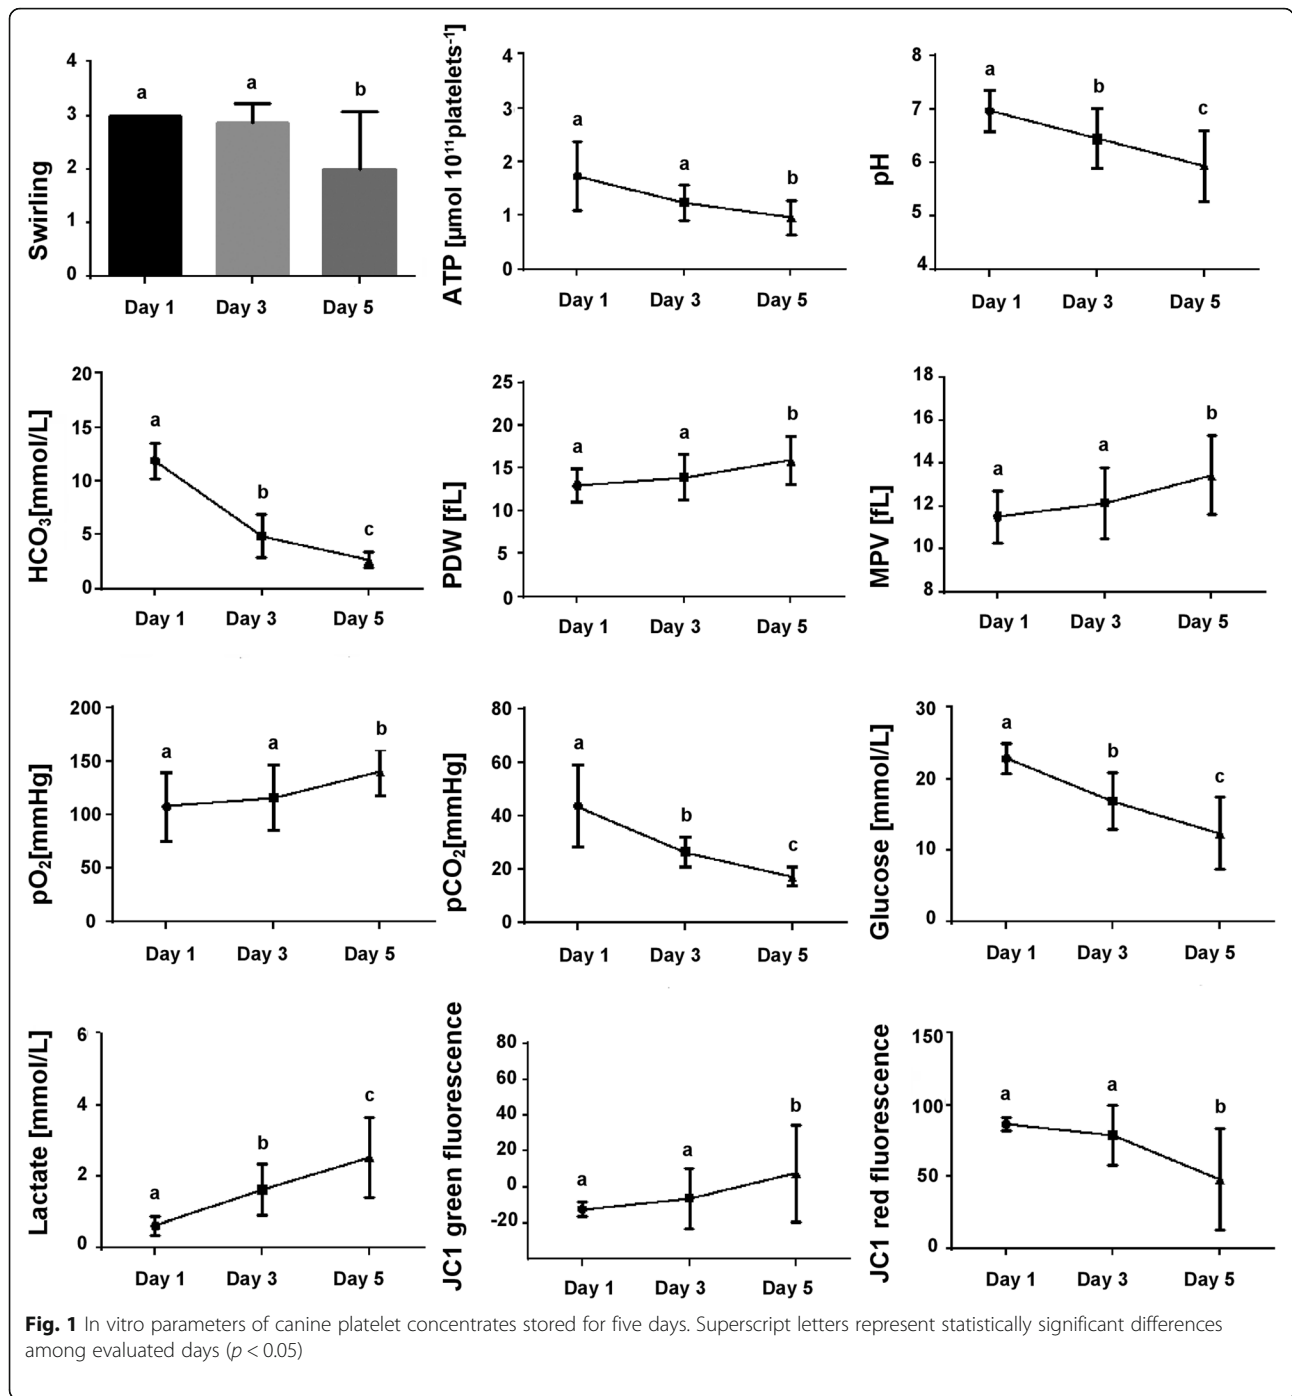 Swirling
4
3
2
1
0
a
a
b
Day 1 Day 3 Day 5
ATP [µmol 10¹¹platelets⁻¹]
4
3
2
1
0
a
a
b
Day 1 Day 3 Day 5
pH
8
7
6
5
4
a
b
c
Day 1 Day 3 Day 5
HCO₃[mmol/L]
20
15
10
5
0
a
b
c
Day 1 Day 3 Day 5
PDW [fL]
25
20
15
10
5
0
a
a
b
Day 1 Day 3 Day 5
MPV [fL]
18
16
14
12
10
8
a
a
b
Day 1 Day 3 Day 5
pO₂[mmHg]
200
150
100
50
0
a
a
b
Day 1 Day 3 Day 5
pCO₂[mmHg]
80
60
40
20
0
a
b
c
Day 1 Day 3 Day 5
Glucose [mmol/L]
30
20
10
0
a
b
c
Day 1 Day 3 Day 5
Lactate [mmol/L]
6
4
2
0
a
b
c
Day 1 Day 3 Day 5
JC1 green fluorescence
80
80
60
40
20
0
-20
a
a
b
Day 1 Day 3 Day 5
JC1 red fluorescence
150
100
50
0
a
a
b
Day 1 Day 3 Day 5
Fig. 1 In vitro parameters of canine platelet concentrates stored for five days. Superscript letters represent statistically significant differences
among evaluated days (p < 0.05)